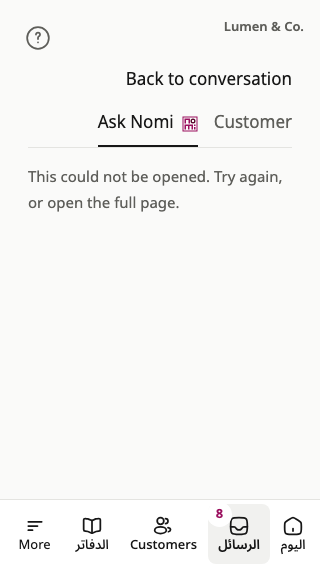 Lumen & Co.
Back to conversation
Customer
Ask Nomi
This could not be opened. Try again,
or open the full page.
اليوم
8
الرسائل
Customers
الدفاتر
More